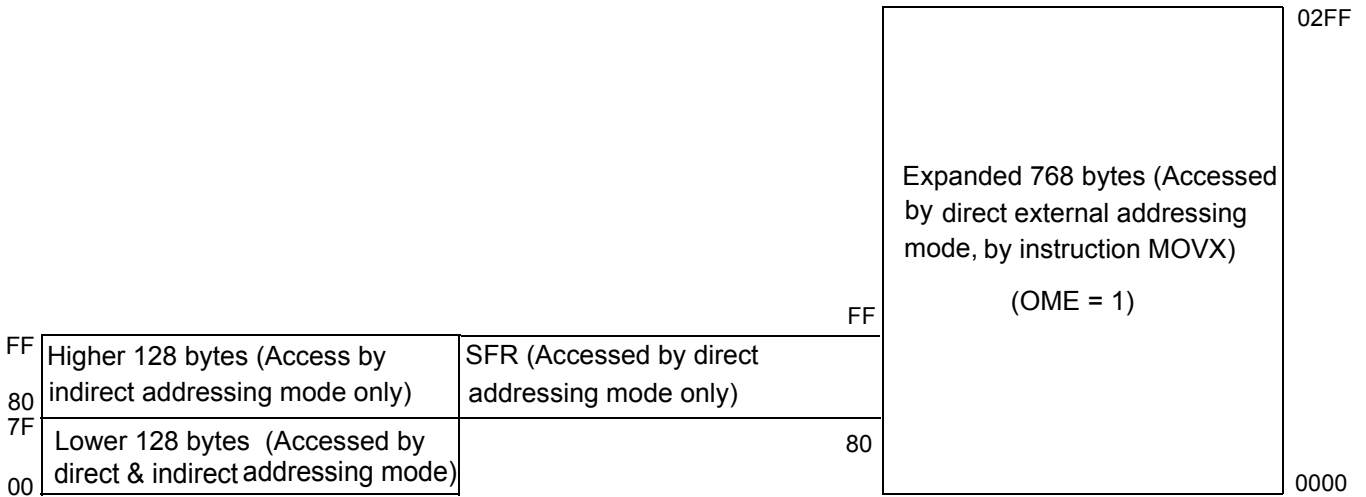 02FF
Expanded 768 bytes (Accessed
by direct external addressing
mode, by instruction MOVX)
(OME = 1)
FF
FF
Higher 128 bytes (Access by
indirect addressing mode only)
80
SFR (Accessed by direct
addressing mode only)
7F
Lower 128 bytes (Accessed by
direct & indirect addressing mode)
00
80
0000